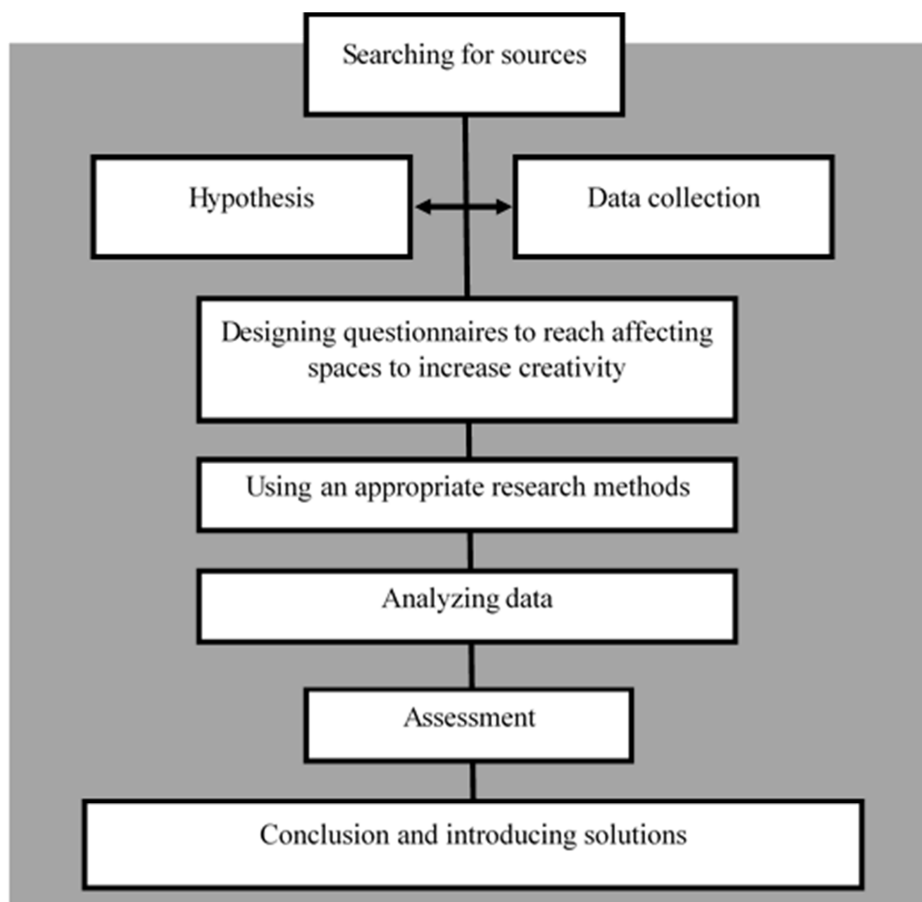 Searching for sources
Hypothesis
Data collection
Designing questionnaires to reach affecting
spaces to increase creativity
Using an appropriate research methods
Analyzing data
Assessment
Conclusion and introducing solutions